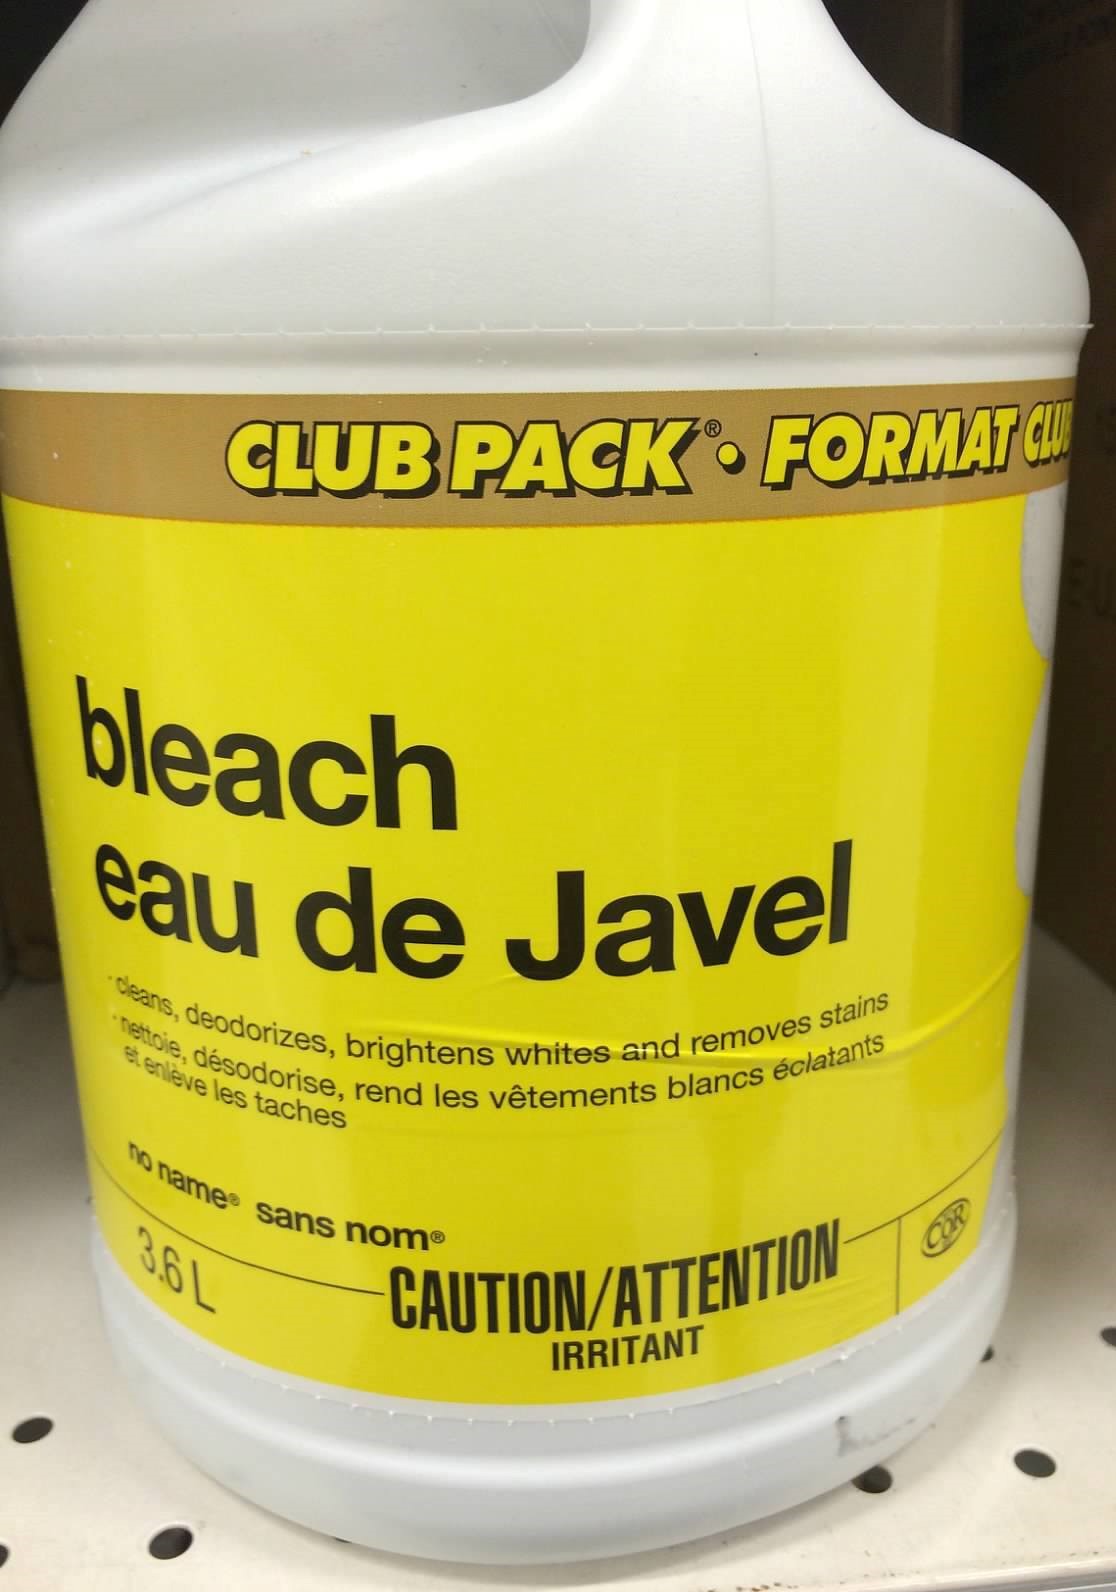 CLUB PACK® • FORMAT CLUB
bleach
eau de Javel
· cleans, deodorizes, brightens whites and removes stains
· nettoie, désodorise, rend les vêtements blancs éclatants
et enlève les taches
no name® sans nom®
3.6 L
CAUTION/ATTENTION
IRRITANT
COR